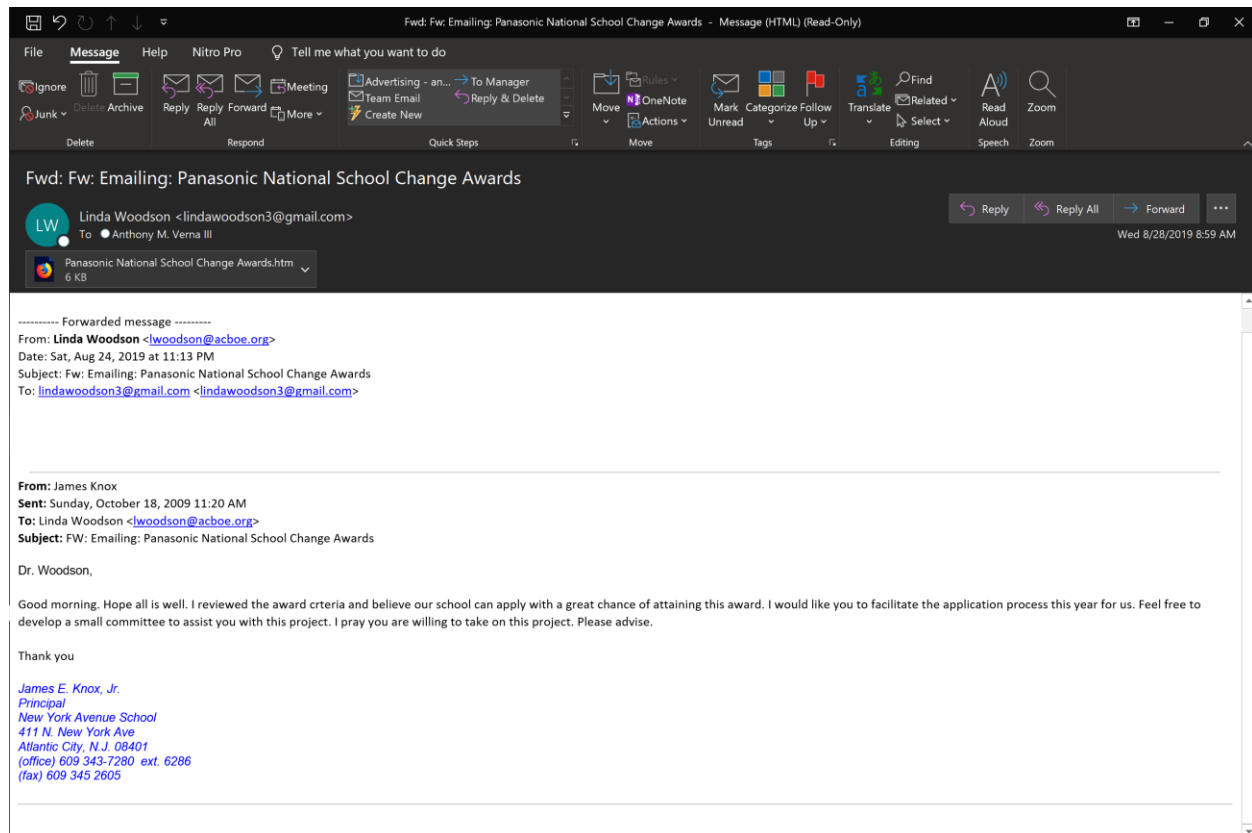 Fwd: Fw: Emailing: Panasonic National School Change Awards - Message (HTML) (Read-Only)
File Message Help Nitro Pro Tell me what you want to do
Ignore
Junk
Delete
Archive
Reply
Reply All
Forward
Meeting
More
Advertising - an... To Manager
Team Email Reply & Delete
Create New
Move
Rules
OneNote
Actions
Mark Unread
Categorize
Follow Up
Translate
Find
Related
Select
Read Aloud
Zoom
Delete Respond Quick Steps Move Tags Editing Speech Zoom
Fwd: Fw: Emailing: Panasonic National School Change Awards
LW
Linda Woodson <lindawoodson3@gmail.com>
To Anthony M. Verna III
Reply Reply All Forward ...
Wed 8/28/2019 8:59 AM
Panasonic National School Change Awards.htm
6 KB
---------- Forwarded message ---------
From: Linda Woodson <lwoodson@acboe.org>
Date: Sat, Aug 24, 2019 at 11:13 PM
Subject: Fw: Emailing: Panasonic National School Change Awards
To: lindawoodson3@gmail.com <lindawoodson3@gmail.com>
From: James Knox
Sent: Sunday, October 18, 2009 11:20 AM
To: Linda Woodson <lwoodson@acboe.org>
Subject: FW: Emailing: Panasonic National School Change Awards
Dr. Woodson,
Good morning. Hope all is well. I reviewed the award crteria and believe our school can apply with a great chance of attaining this award. I would like you to facilitate the application process this year for us. Feel free to
develop a small committee to assist you with this project. I pray you are willing to take on this project. Please advise.
Thank you
James E. Knox, Jr.
Principal
New York Avenue School
411 N. New York Ave
Atlantic City, N.J. 08401
(office) 609 343-7280 ext. 6286
(fax) 609 345 2605